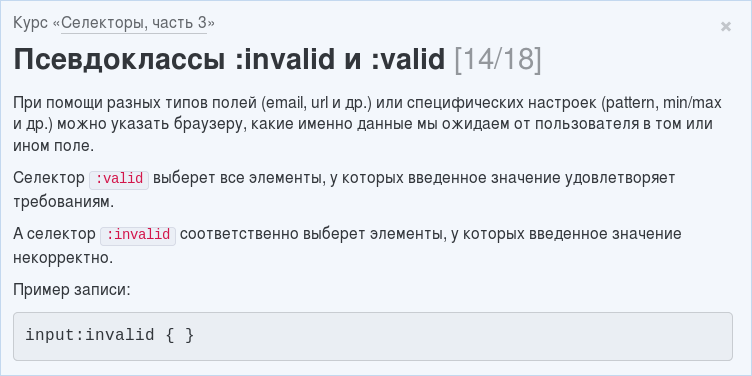 Курс «Селекторы, часть 3»
×
Псевдоклассы :invalid и :valid [14/18]
При помощи разных типов полей (email, url и др.) или специфических настроек (pattern, min/max
и др.) можно указать браузеру, какие именно данные мы ожидаем от пользователя в том или
ином поле.
Селектор :valid выберет все элементы, у которых введенное значение удовлетворяет
требованиям.
А селектор :invalid соответственно выберет элементы, у которых введенное значение
некорректно.
Пример записи:
input:invalid { }